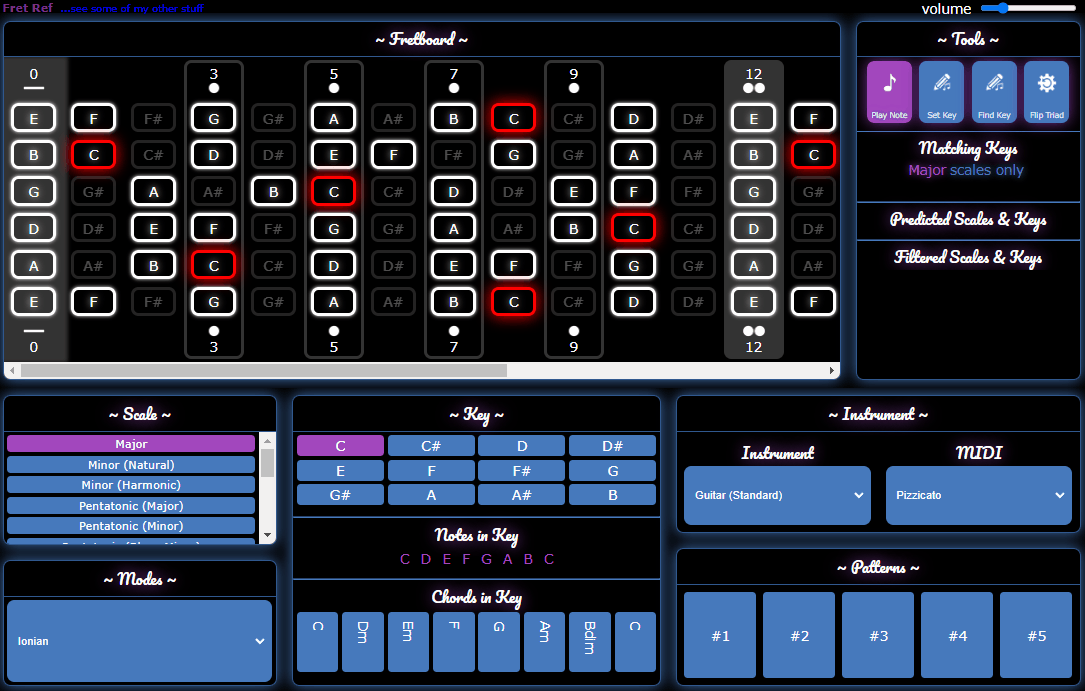 Fret Ref ...see some of my other stuff
volume
~ Fretboard ~
0 3 5 7 9 12
E F F# G G# A A# B C C# D D# E F
B C C# D D# E F F# G G# A A# B C
G G# A A# B C C# D D# E F F# G G#
D D# E F F# G G# A A# B C C# D D#
A A# B C C# D D# E F F# G G# A A#
E F F# G G# A A# B C C# D D# E F
0 3 5 7 9 12
~ Tools ~
Play Note Set Key Find Key Flip Triad
Matching Keys
Major scales only
Predicted Scales & Keys
Filtered Scales & Keys
~ Scale ~
Major
Minor (Natural)
Minor (Harmonic)
Pentatonic (Major)
Pentatonic (Minor)
~ Modes ~
Ionian
~ Key ~
C C# D D#
E F F# G
G# A A# B
Notes in Key
C D E F G A B C
Chords in Key
C Dm Em F G Am Bdim C
~ Instrument ~
Instrument MIDI
Guitar (Standard) Pizzicato
~ Patterns ~
#1 #2 #3 #4 #5